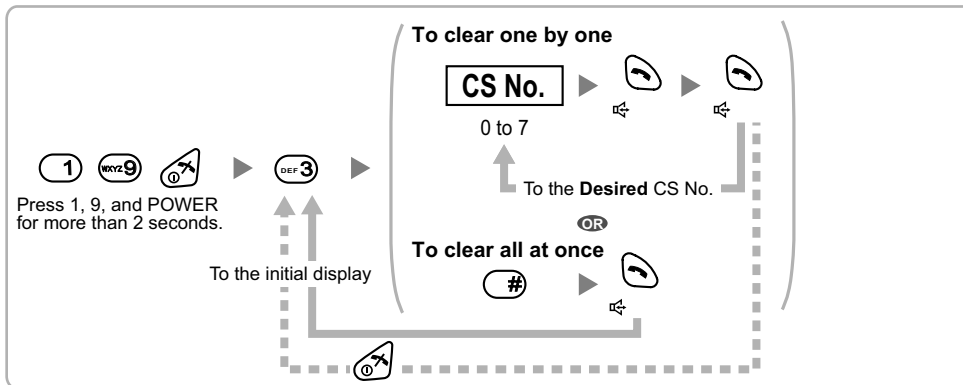 To clear one by one
CS No.
0 to 7
1 WXYZ 9 DEF 3
Press 1, 9, and POWER
for more than 2 seconds.
To the Desired CS No.
OR
To clear all at once
#
To the initial display